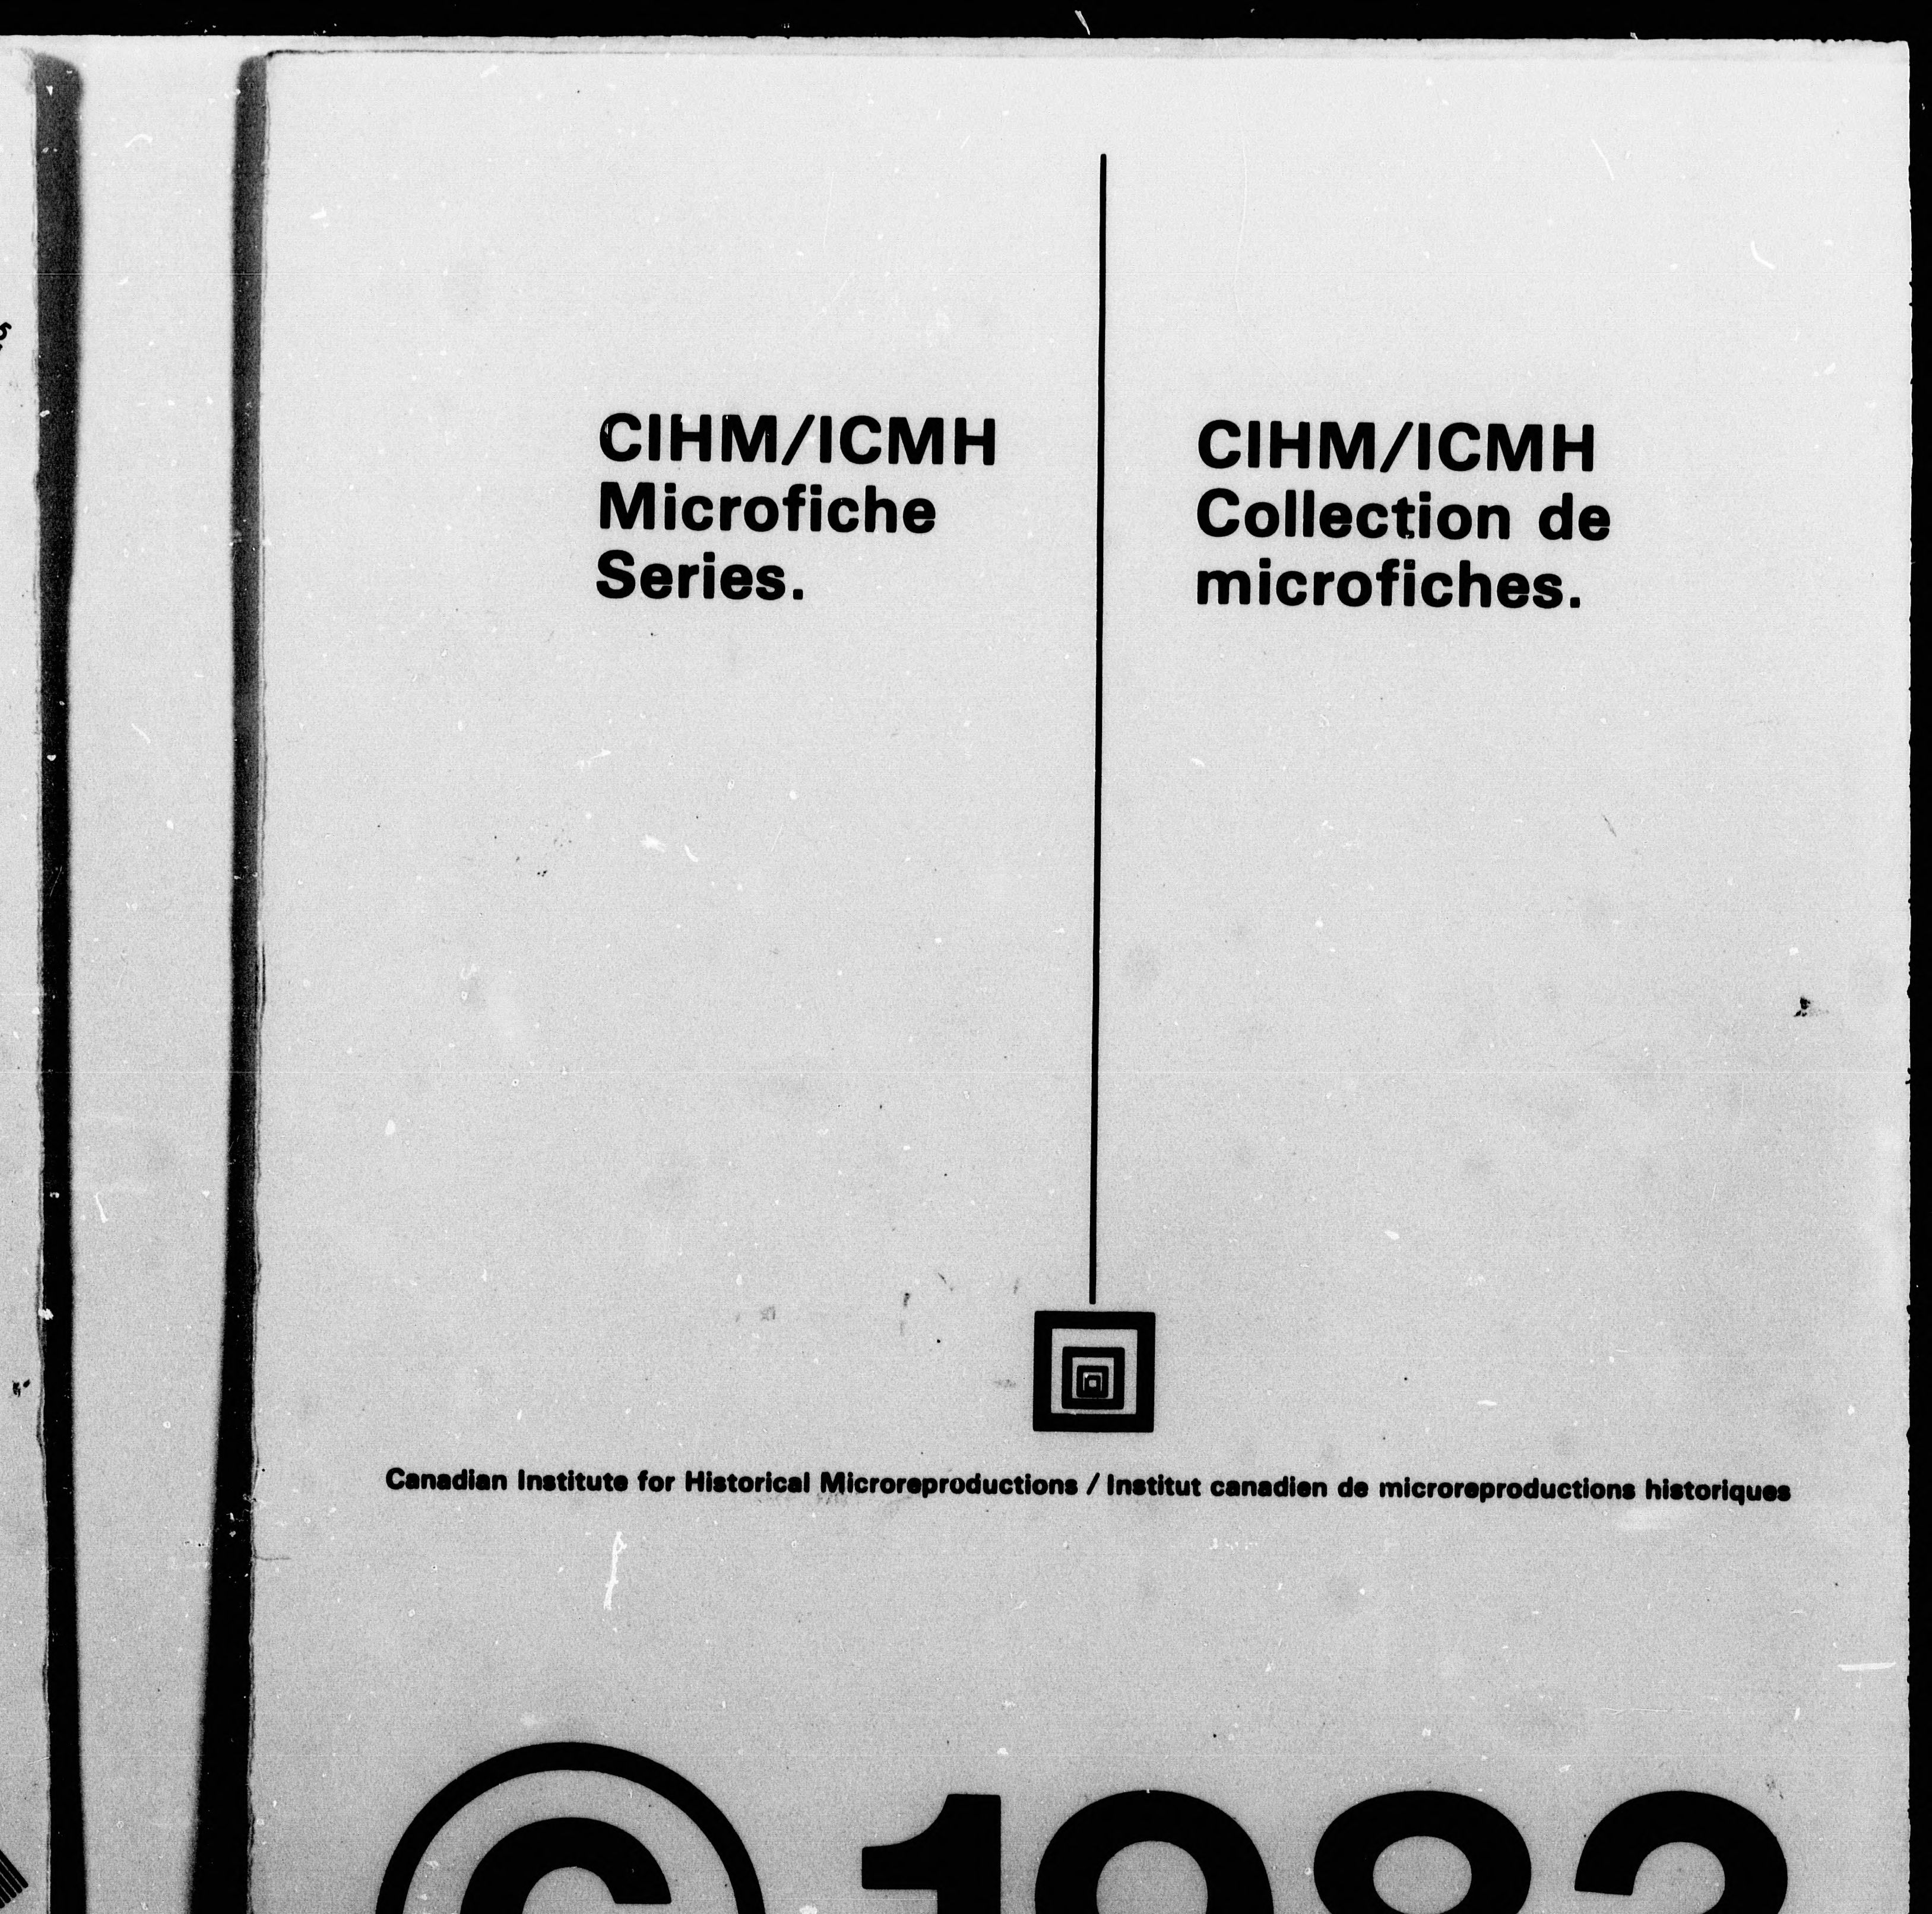 CIHM/ICMH
Microfiche
Series.
CIHM/ICMH
Collection de
microfiches.
Canadian Institute for Historical Microreproductions / Institut canadien de microreproductions historiques
© 198